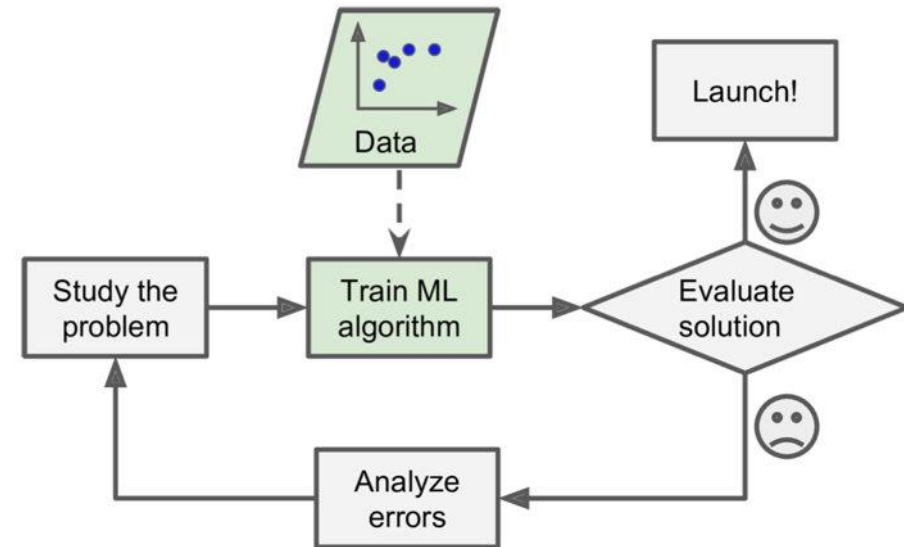 Data
Launch!
Study the
problem
Train ML
algorithm
Evaluate
solution
Analyze
errors